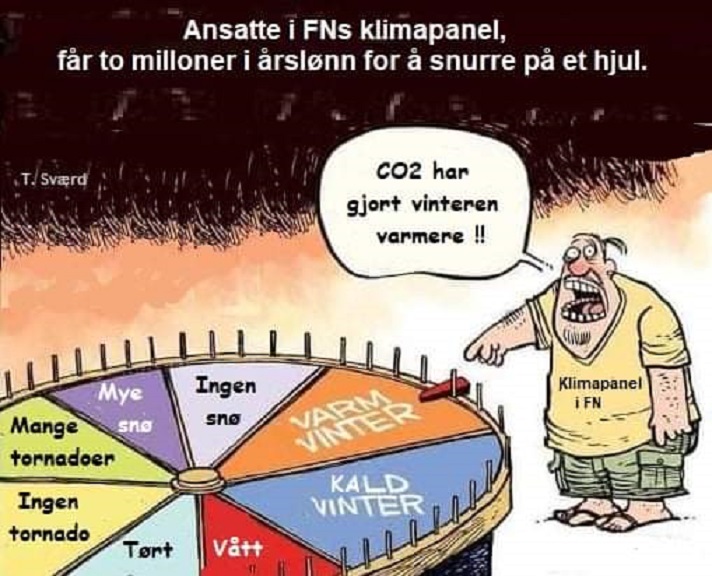 Ansatte i FNs klimapanel,
får to milloner i årslønn for å snurre på et hjul.
T. Sværd
CO2 har
gjort vinteren
varmere !!
Klimapanel
i FN
Mye
snø
Ingen
snø
VARM
VINTER
Mange
tornadoer
KALD
VINTER
Ingen
tornado
Tørt
Vått